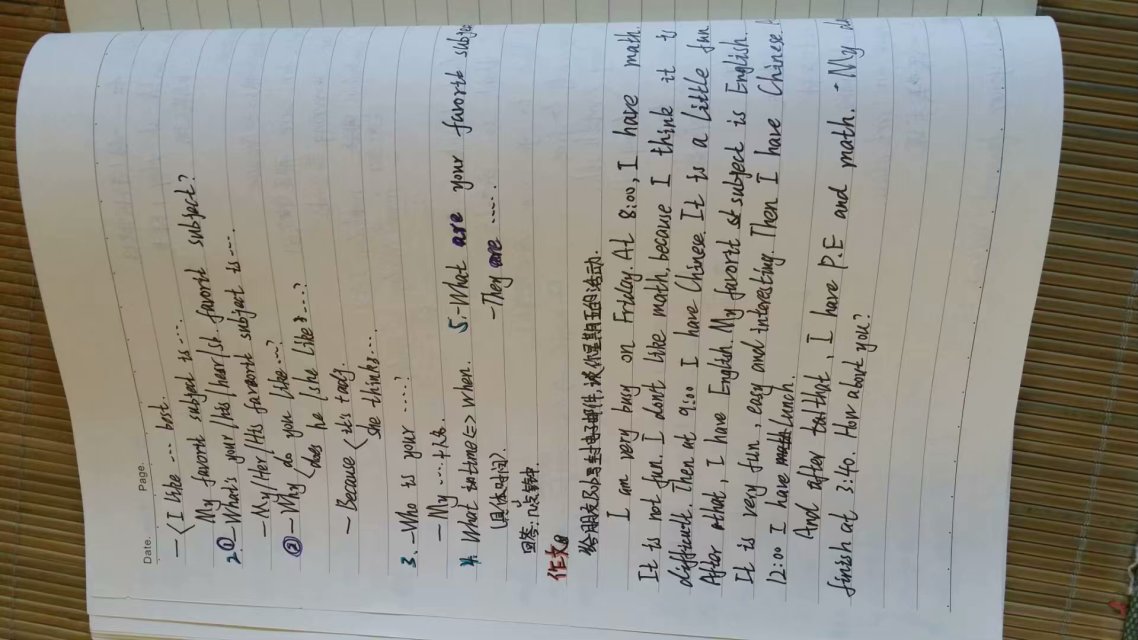 Date. Page.
— < I like .... best.
My favorite subject is ....
2. ① — What's your /his /hear /sb. favorite subject?
— My /Her /His favorite subject is ....
② — Why < do you like ...?
does he /she like ...?
— Because < it's tady.
she thinks...
3. — Who is your ....?
— My ....十人名.
4. What time <=> when.
(具体时间).
回答: 几点钟.
5. — What are your favorite subje
— They are .....
作文
给朋友写一封电子邮件,谈你星期五的活动.
I am very busy on Friday. At 8:00, I have math.
It is not fun. I don't like math, because I think it is
difficult. Then at 9:00 I have Chinese. It is a little fun
After that, I have English. My favorit subject is English.
It is very fun, easy and interesting. Then I have Chinese.
12:00 I have lunch.
And after that, I have P.E and math. My
finish at 3:40. How about you?